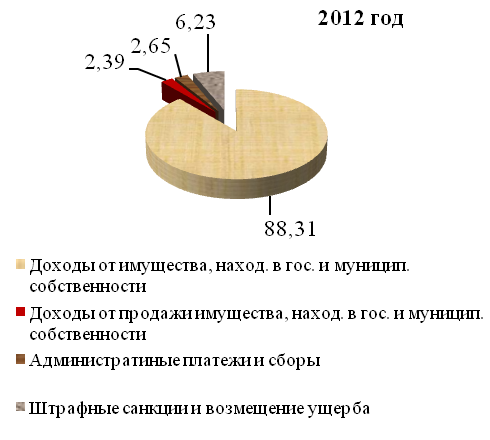 2012 год
6,23
2,65
2,39
88,31
Доходы от имущества, наход. в гос. и муницип.
собственности
Доходы от продажи имущества, наход. в гос. и муницип.
собственности
Администратиные платежи и сборы
Штрафные санкции и возмещение ущерба